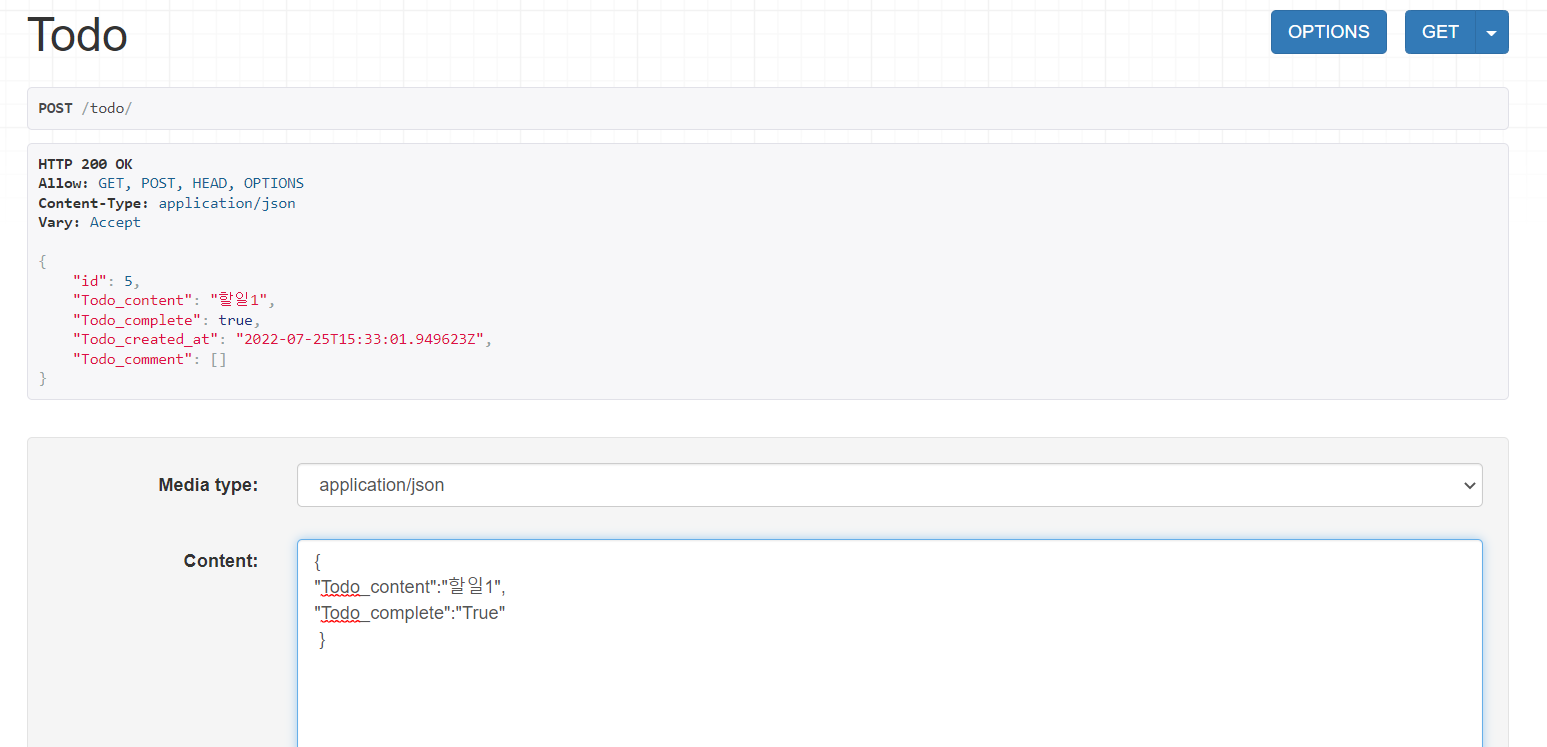 Todo
OPTIONS
GET
POST /todo/
HTTP 200 OK
Allow: GET, POST, HEAD, OPTIONS
Content-Type: application/json
Vary: Accept
{
    "id": 5,
    "Todo_content": "할일1",
    "Todo_complete": true,
    "Todo_created_at": "2022-07-25T15:33:01.949623Z",
    "Todo_comment": []
}
Media type:
application/json
Content:
{
"Todo_content":"할일1",
"Todo_complete":"True"
 }